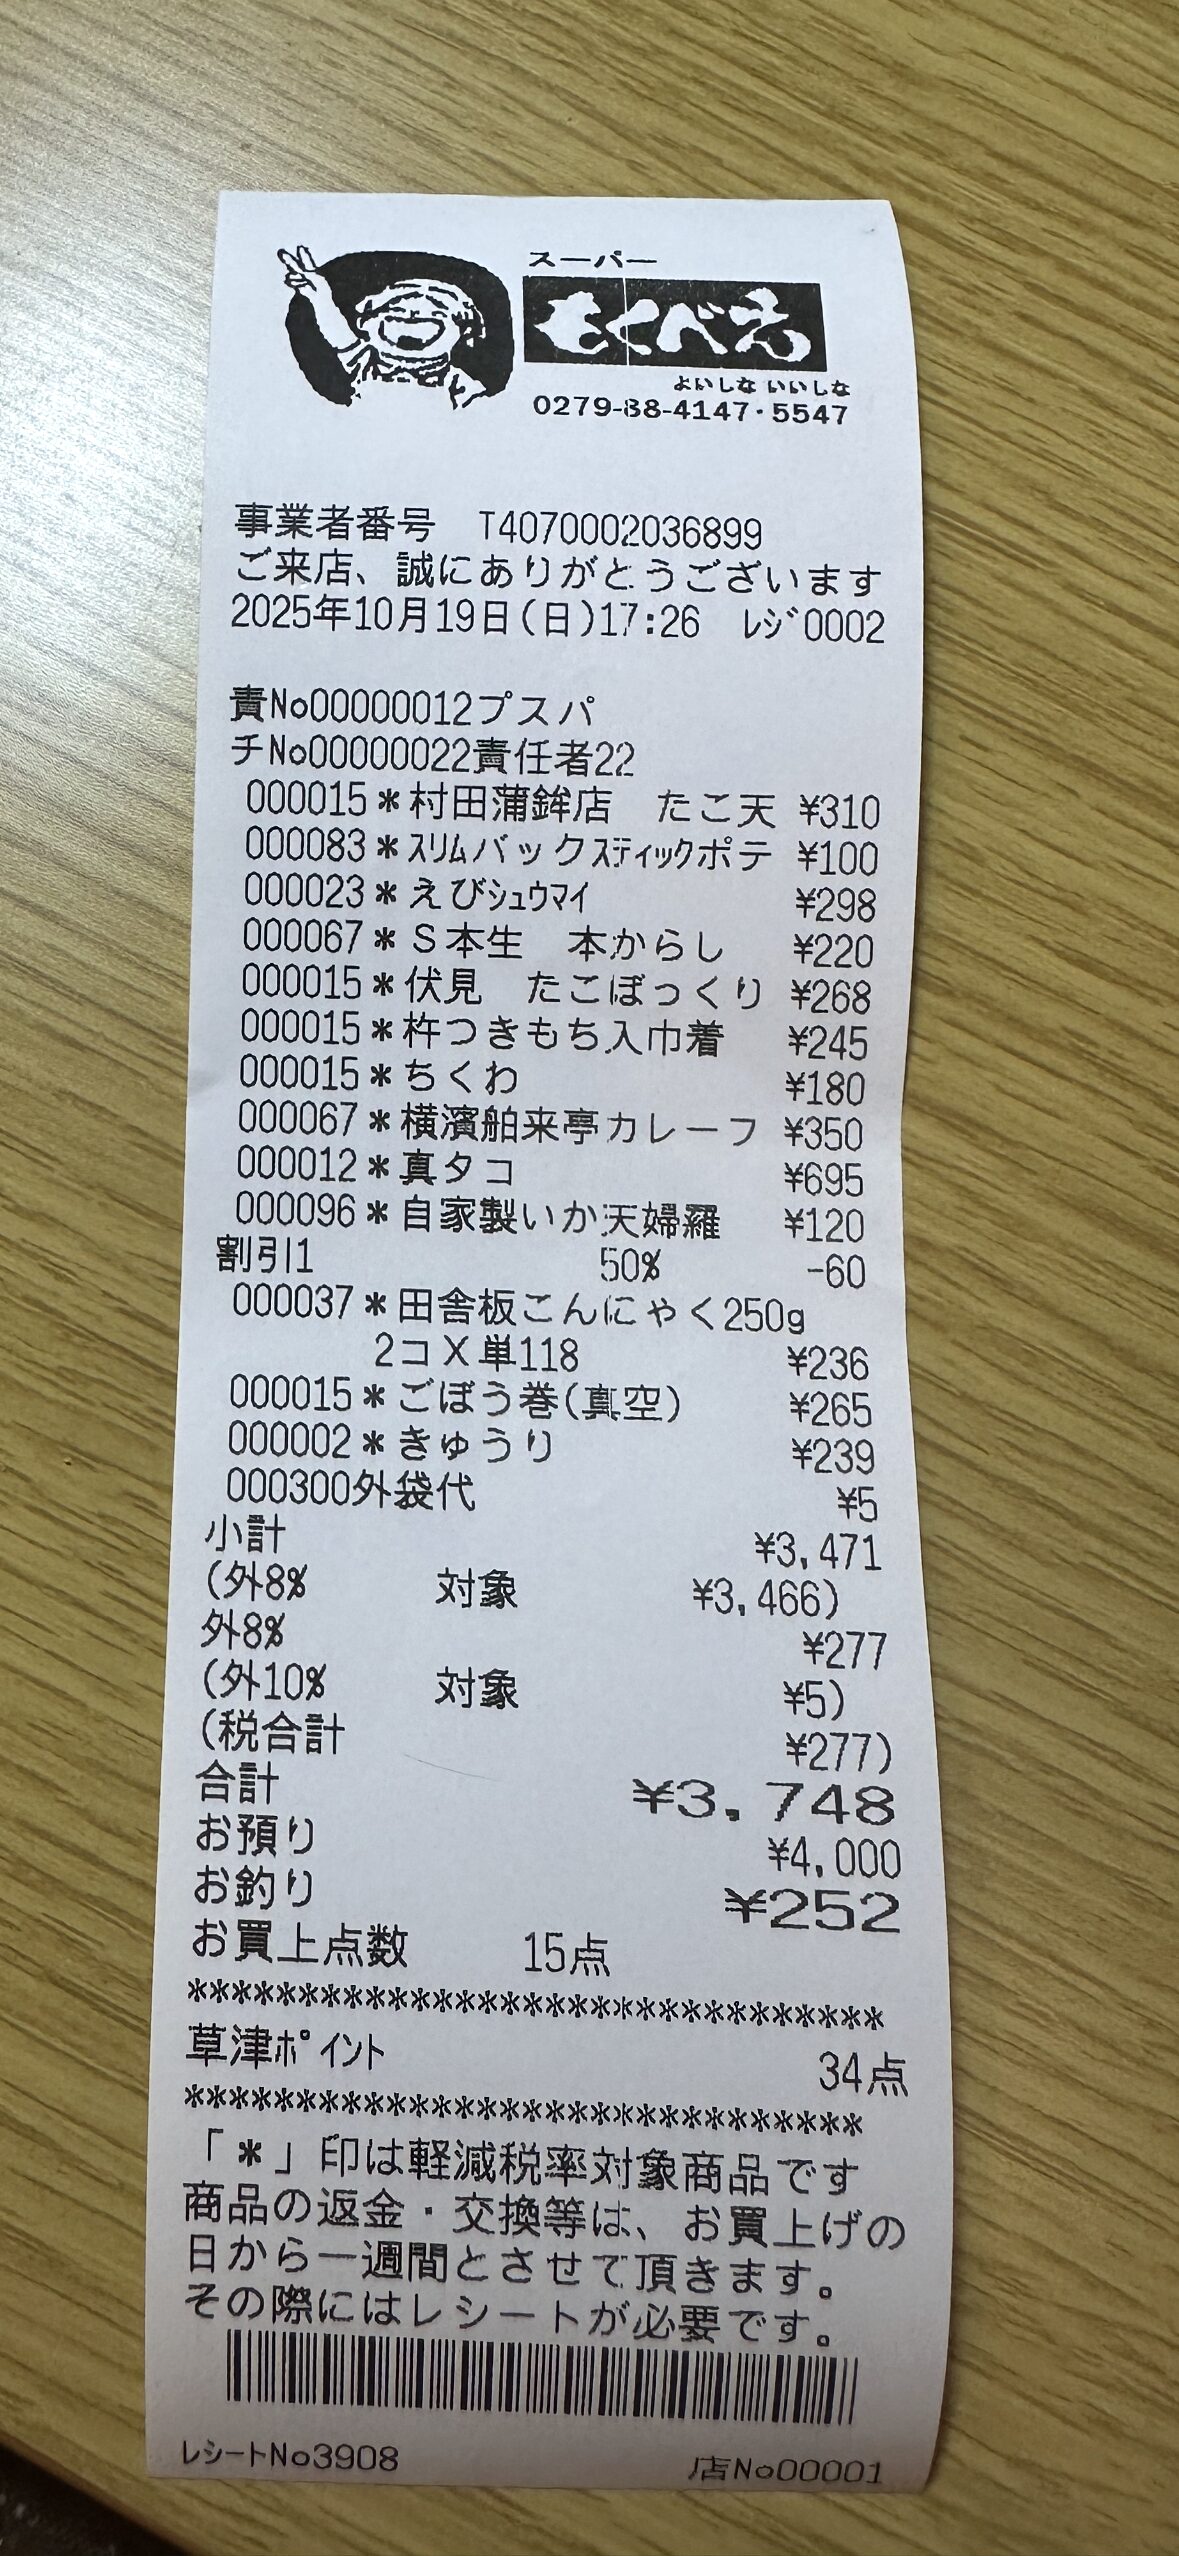 スーパー
もくべえ
よいしな いいしな
0279-88-4147・5547
事業者番号 T4070002036899
ご来店、誠にありがとうございます
2025年10月19日(日)17:26 ﾚｼﾞ0002
責No00000012プスパ
チNo00000022責任者22
000015*村田蒲鉾店 たこ天 ¥310
000083*ｽﾘﾑバックｽﾃｨｯｸポテ ¥100
000023*えびｼｭｳﾏｲ ¥298
000067*S本生 本からし ¥220
000015*伏見 たこぼっくり ¥268
000015*杵つきもち入巾着 ¥245
000015*ちくわ ¥180
000067*横濱舶来亭カレーフ ¥350
000012*真タコ ¥695
000096*自家製いか天婦羅 ¥120
割引1 50% -60
000037*田舎板こんにゃく250g
2コX単118 ¥236
000015*ごぼう巻(真空) ¥265
000002*きゅうり ¥239
000300外袋代 ¥5
小計 ¥3,471
(外8% 対象 ¥3,466)
外8% ¥277
(外10% 対象 ¥5)
(税合計 ¥277)
合計 ¥3,748
お預り ¥4,000
お釣り ¥252
お買上点数 15点
*******************************
草津ﾎﾟｲﾝﾄ 34点
******************************
「*」印は軽減税率対象商品です
商品の返金・交換等は、お買上げの
日から一週間とさせて頂きます。
その際にはレシートが必要です。
ﾚｼｰﾄNo3908 店No00001